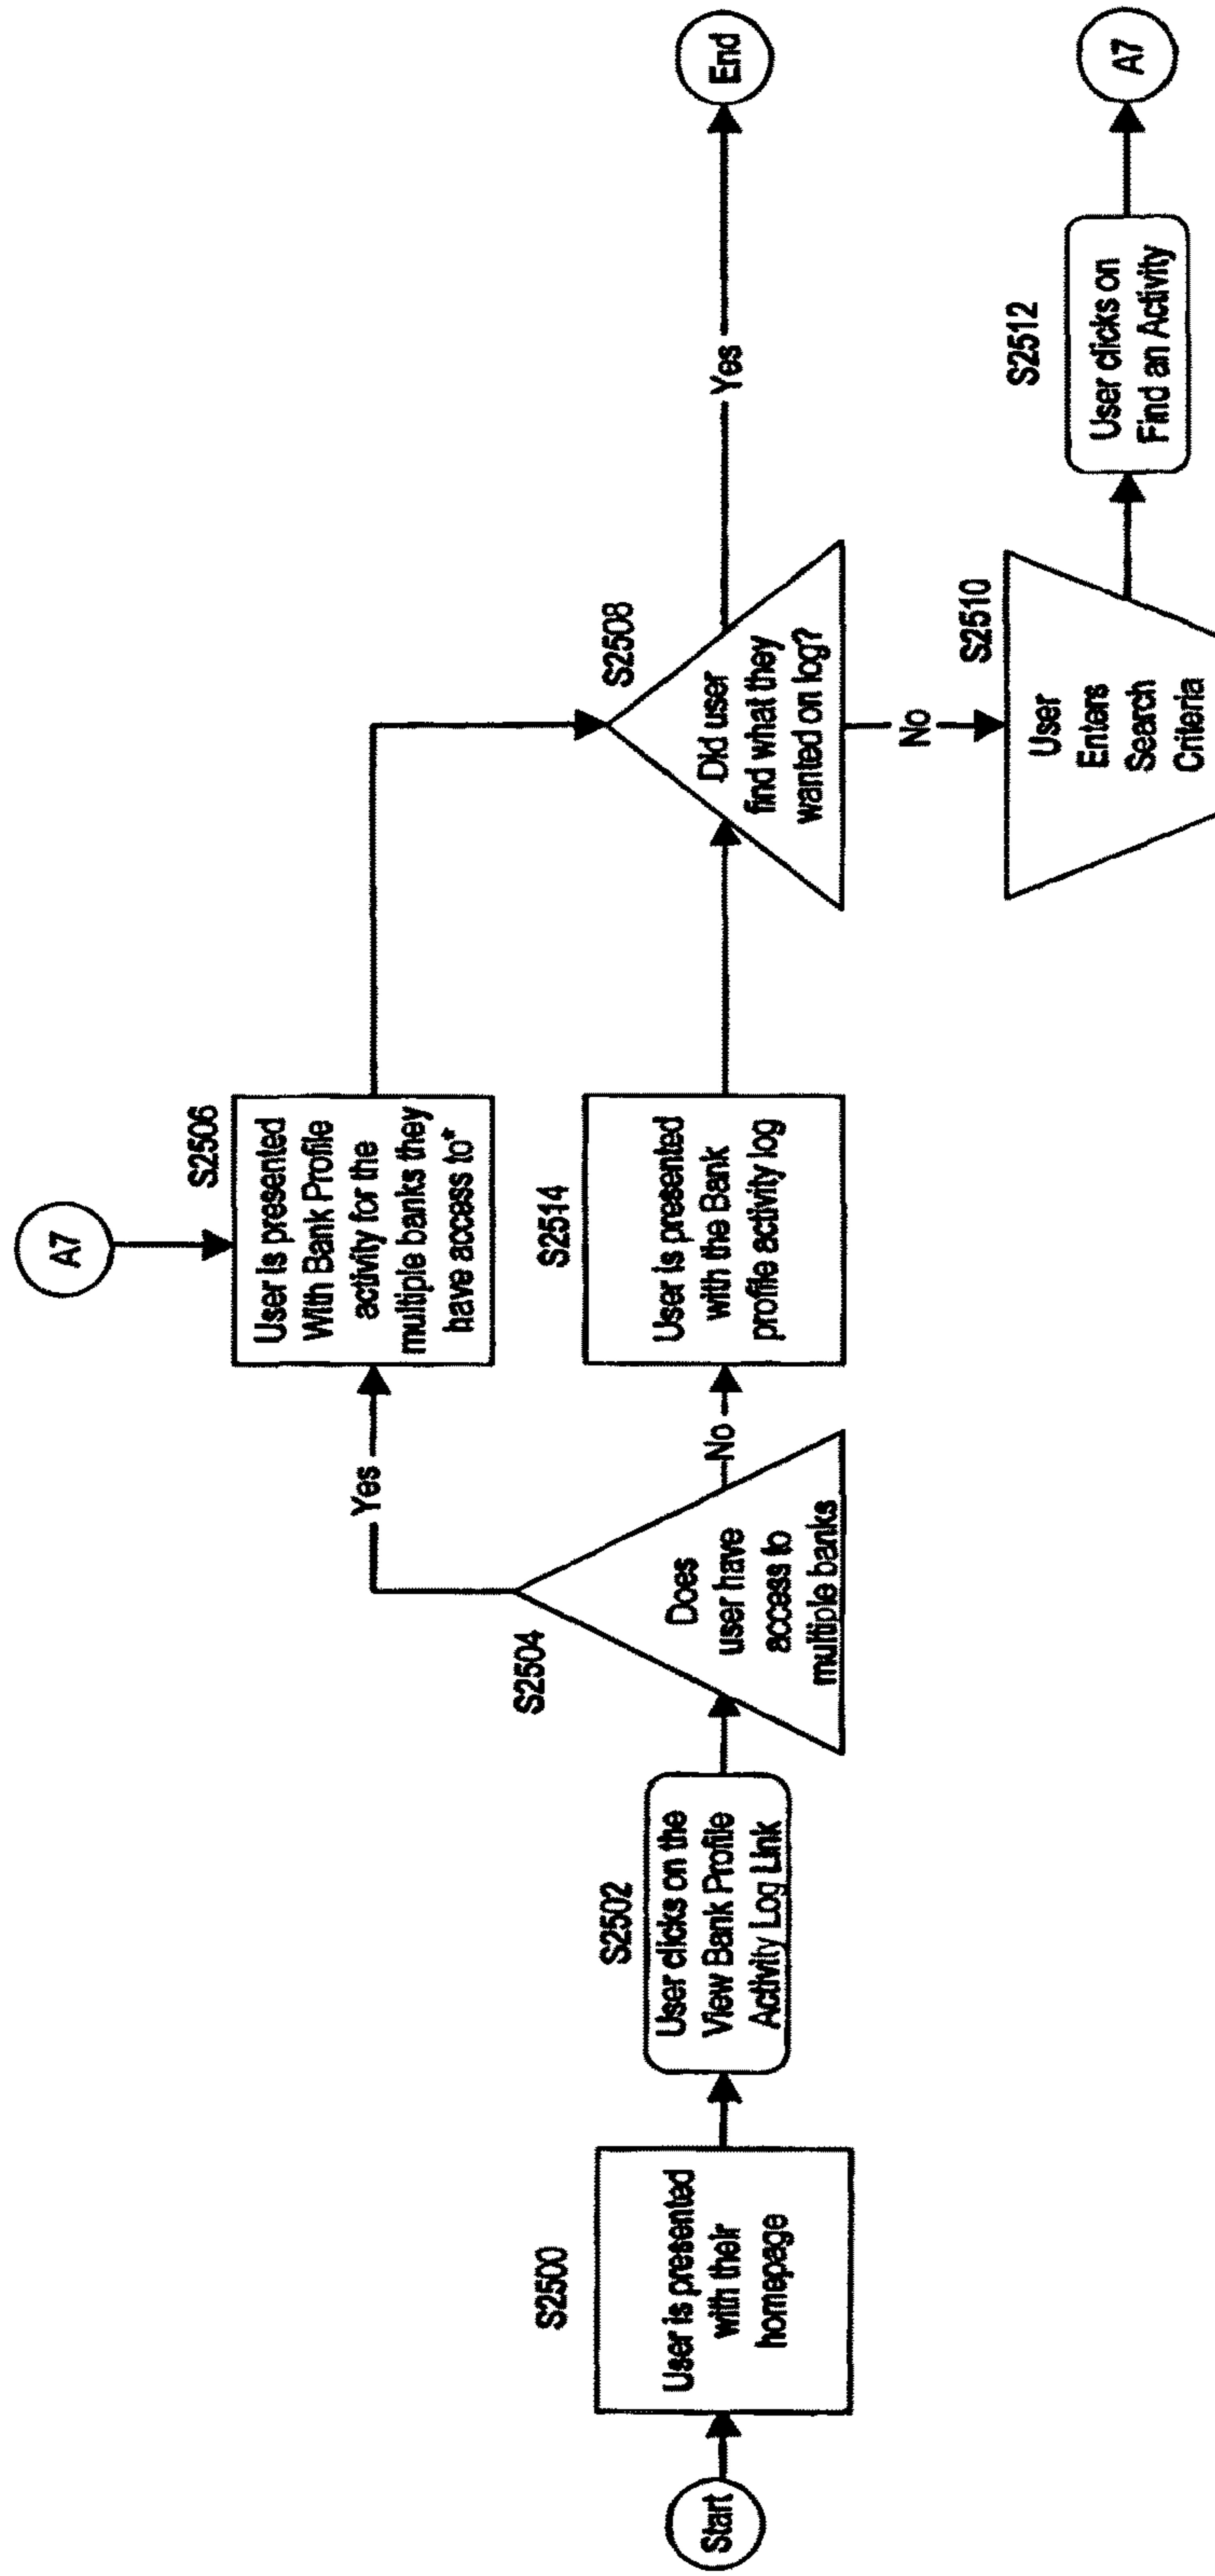 Start
S2500
User is presented
with their
homepage
S2502
User clicks on the
View Bank Profile
Activity Log Link
S2504
Does
user have
access to
multiple banks
Yes
No
A7
S2506
User is presented
With Bank Profile
activity for the
multiple banks they
have access to*
S2514
User is presented
with the Bank
profile activity log
S2508
Did user
find what they
wanted on log?
Yes
End
No
S2510
User
Enters
Search
Criteria
S2512
User clicks on
Find an Activity
A7